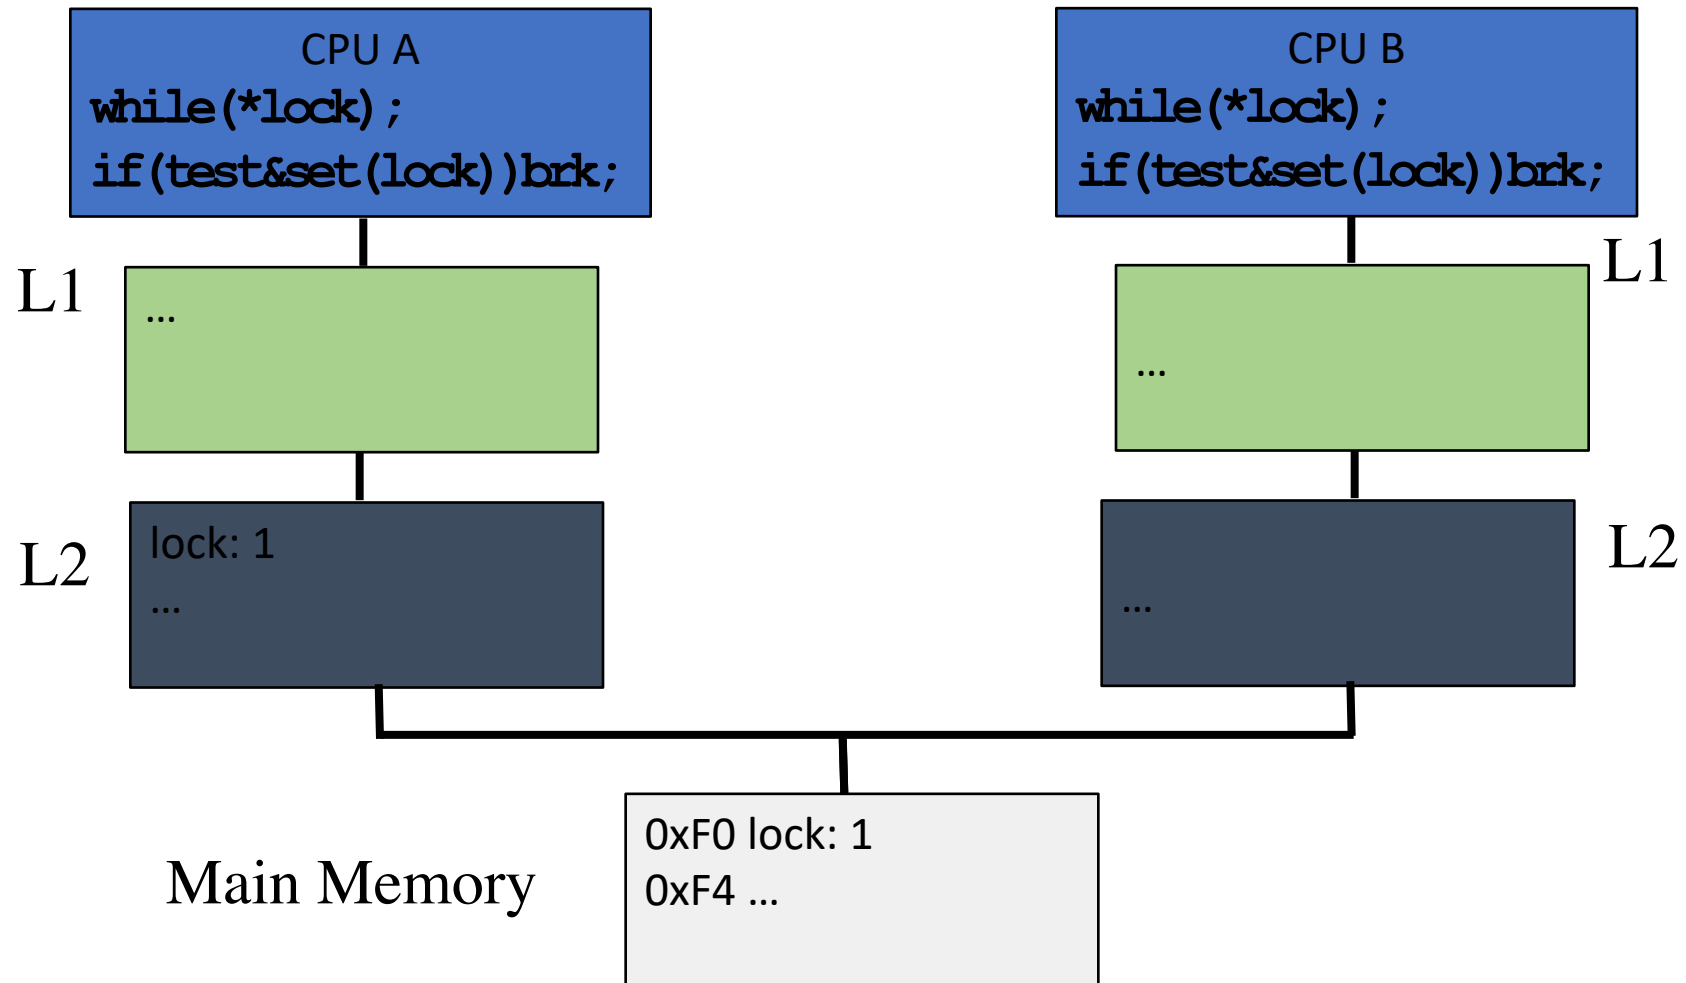 CPU A
while(*lock);
if(test&set(lock))brk;
CPU B
while(*lock);
if(test&set(lock))brk;
L1
…
L1
…
L2
lock: 1
…
L2
…
Main Memory
0xF0 lock: 1
0xF4 …